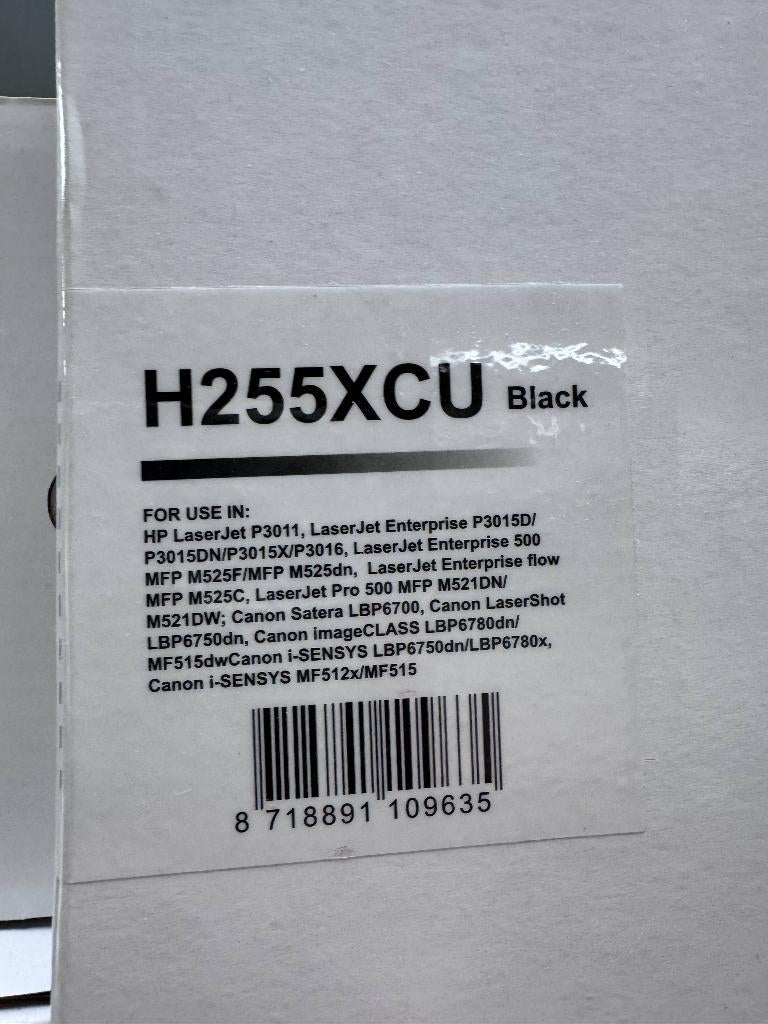 H255XCU Black
FOR USE IN:
HP LaserJet P3011, LaserJet Enterprise P3015D/
P3015DN/P3015X/P3016, LaserJet Enterprise 500
MFP M525F/MFP M525dn, LaserJet Enterprise flow
MFP M525C, LaserJet Pro 500 MFP M521DN/
M521DW; Canon Satera LBP6700, Canon LaserShot
LBP6750dn, Canon imageCLASS LBP6780dn/
MF515dwCanon i-SENSYS LBP6750dn/LBP6780x,
Canon i-SENSYS MF512x/MF515
8 718891 109635